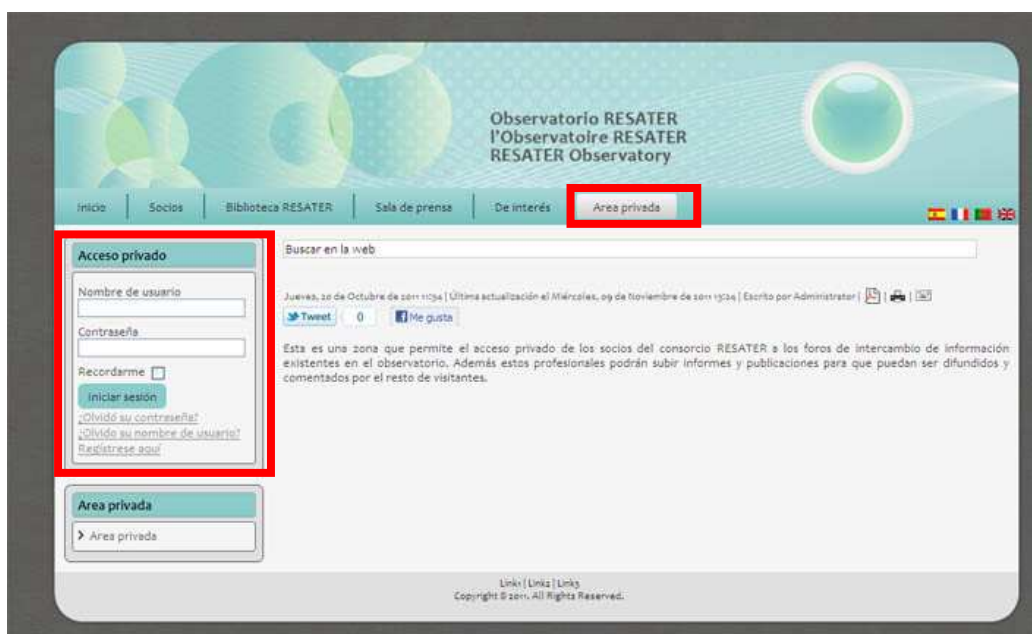 Observatorio RESATER
l'Observatoire RESATER
RESATER Observatory
Inicio
Socios
Biblioteca RESATER
Sala de prensa
De interés
Area privada
Acceso privado
Nombre de usuario
Contraseña
Recordarme
Iniciar sesión
¿Olvidó su contraseña?
¿Olvido su nombre de usuario?
Regístrese aquí
Area privada
Area privada
Buscar en la web
Jueves, 20 de Octubre de 2011 11:34 | Última actualización el Miércoles, 09 de Noviembre de 2011 13:24 | Escrito por Administrator |
Tweet 0 Me gusta
Esta es una zona que permite el acceso privado de los socios del consorcio RESATER a los foros de intercambio de información
existentes en el observatorio. Además estos profesionales podrán subir informes y publicaciones para que puedan ser difundidos y
comentados por el resto de visitantes.
Link1 | Link2 | Link3
Copyright © 2011. All Rights Reserved.